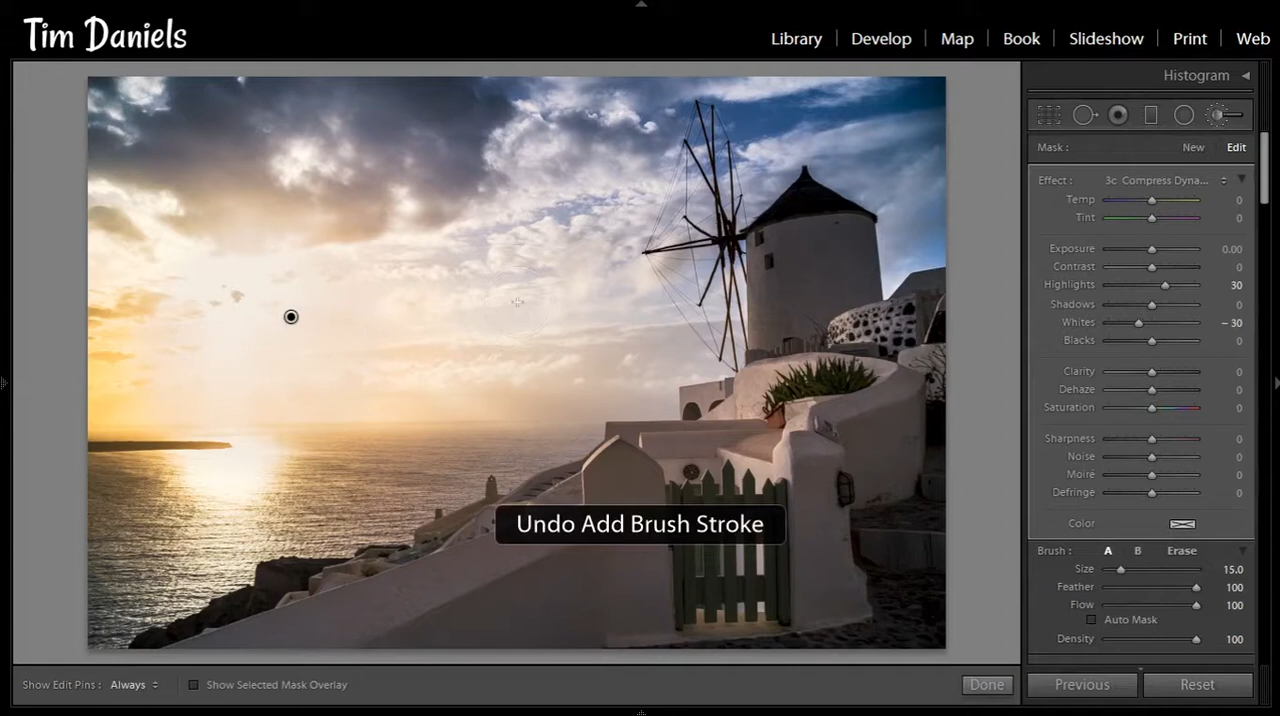 Tim Daniels
Library | Develop | Map | Book | Slideshow | Print | Web
Histogram
Mask : New Edit
Effect : 3c Compress Dyna...
Temp 0
Tint 0
Exposure 0.00
Contrast 0
Highlights 30
Shadows 0
Whites – 30
Blacks 0
Clarity 0
Dehaze 0
Saturation 0
Sharpness 0
Noise 0
Moiré 0
Defringe 0
Color
Undo Add Brush Stroke
Brush : A B Erase
Size 15.0
Feather 100
Flow 100
Auto Mask
Density 100
Show Edit Pins : Always Show Selected Mask Overlay Done Previous Reset